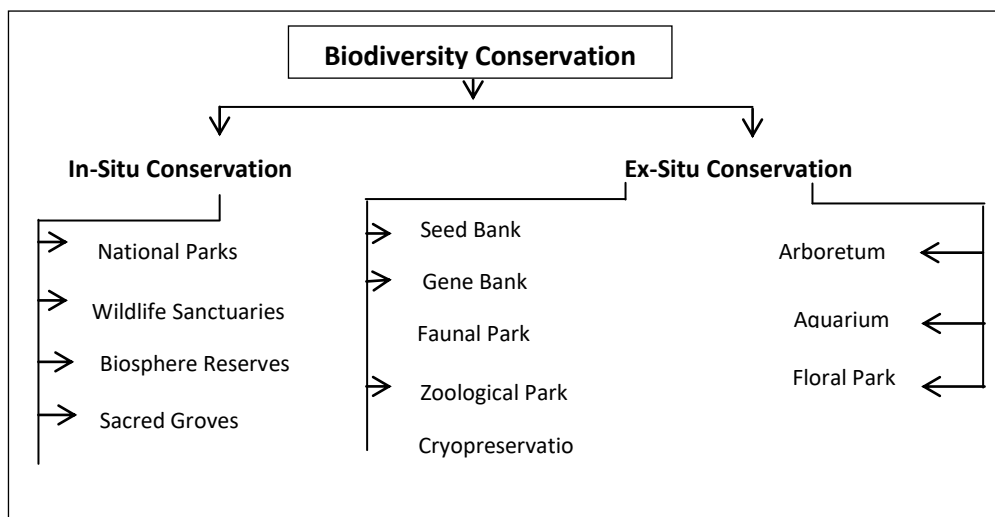 Biodiversity Conservation
In-Situ Conservation
National Parks
Wildlife Sanctuaries
Biosphere Reserves
Sacred Groves
Ex-Situ Conservation
Seed Bank
Gene Bank
Faunal Park
Zoological Park
Cryopreservatio
Arboretum
Aquarium
Floral Park